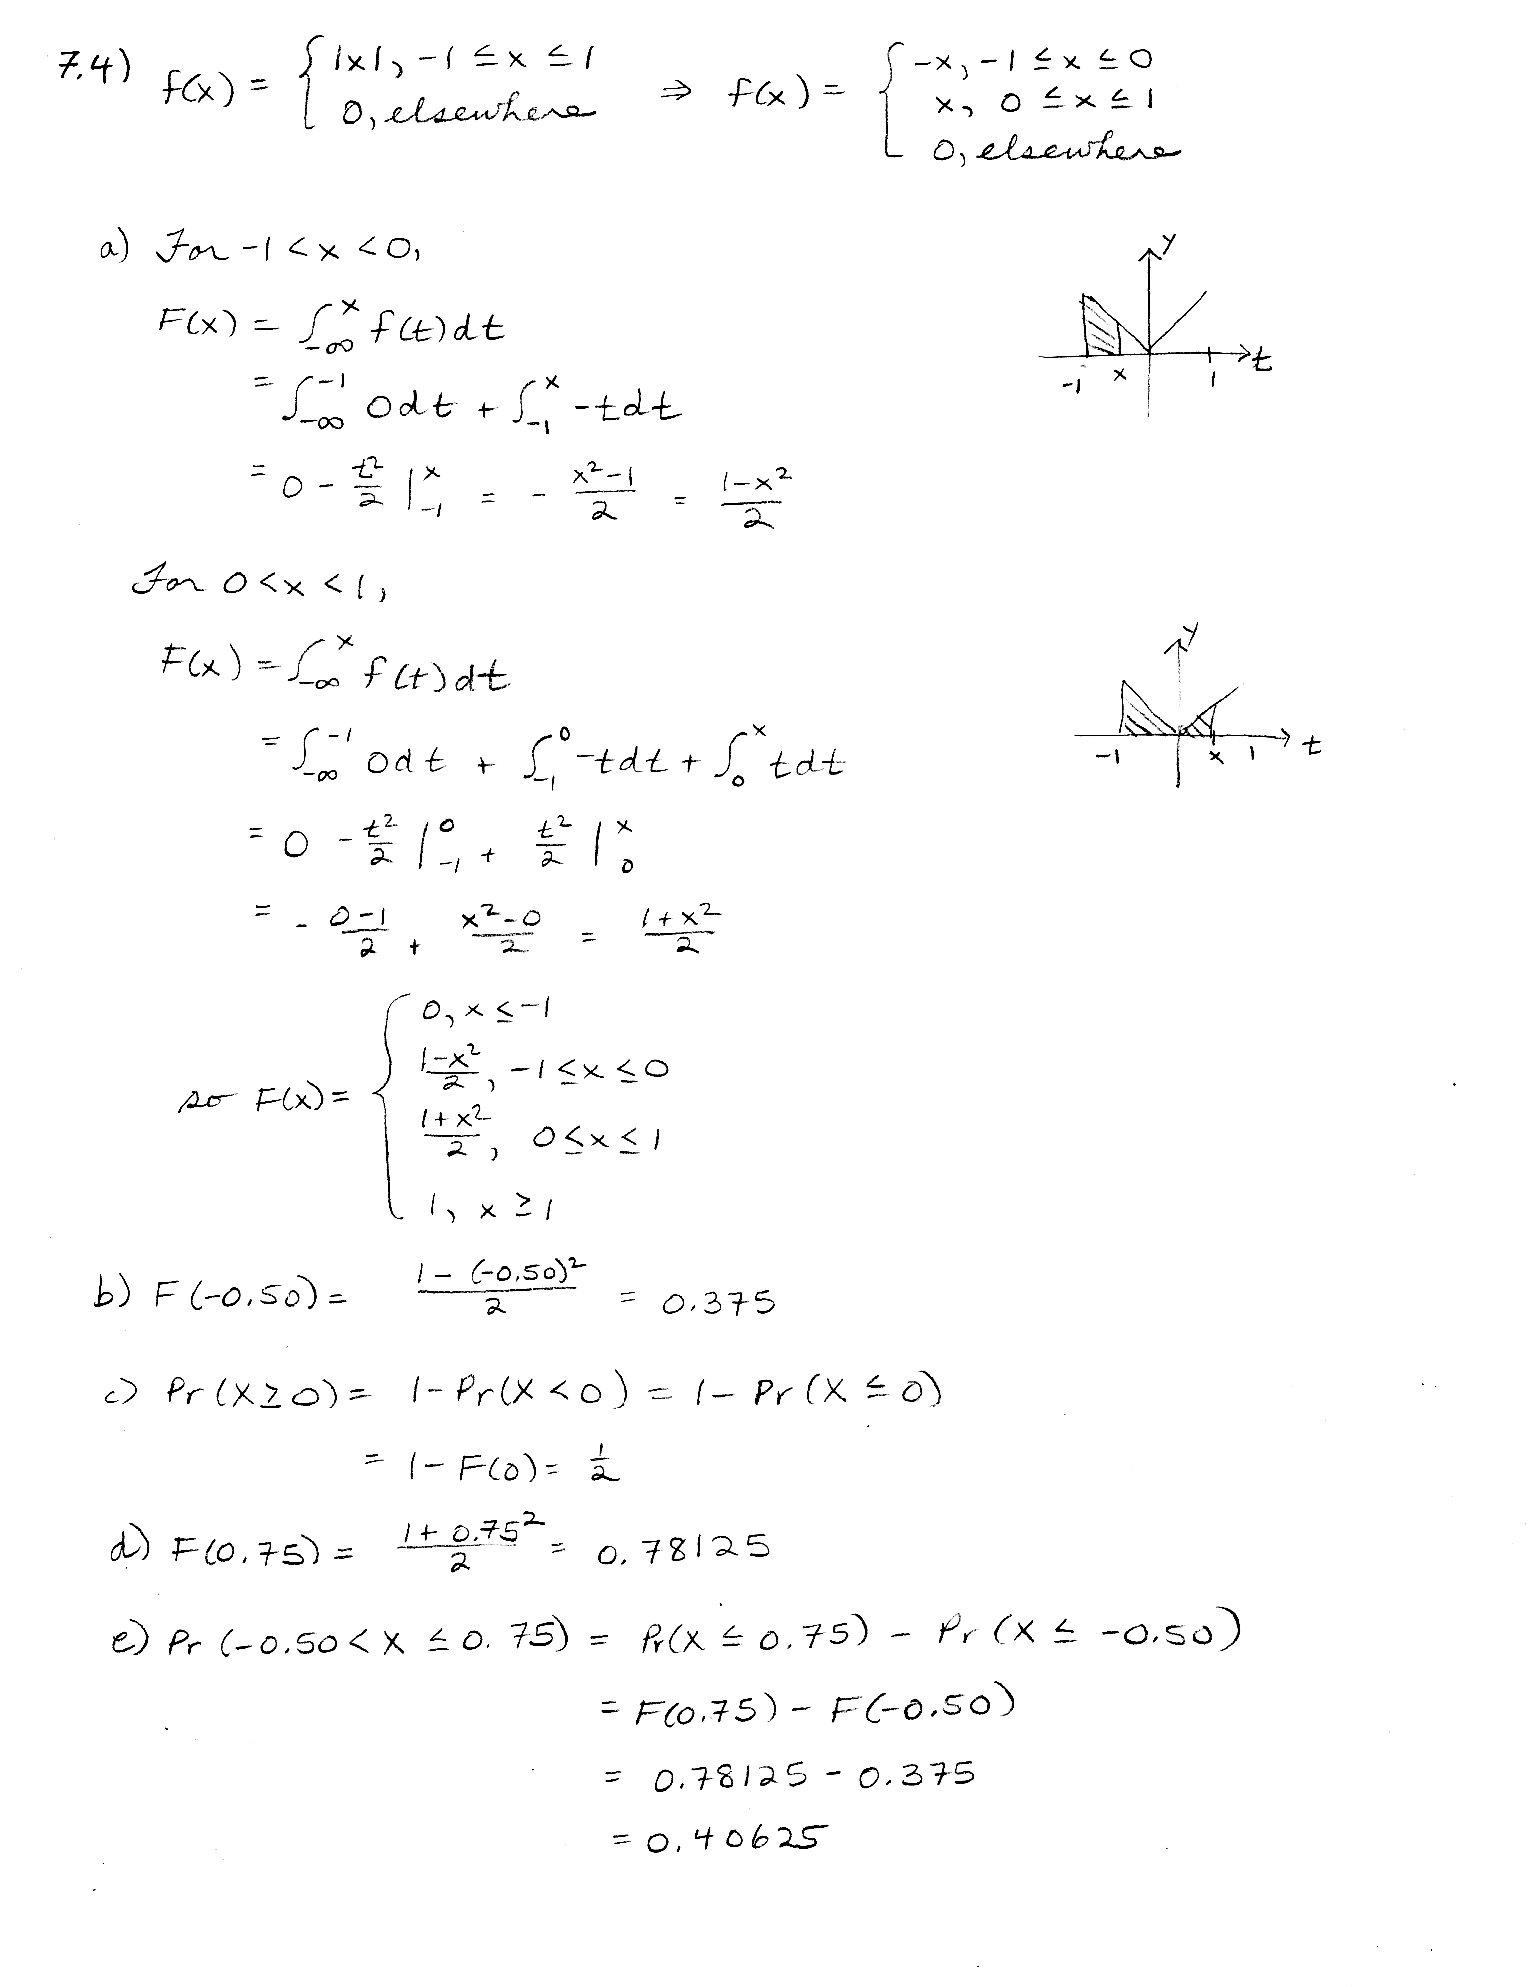 7.4) f(x) = { |x|, -1 ≤ x ≤ 1 ⇒ f(x) = { -x, -1 ≤ x ≤ 0
0, elsewhere x, 0 ≤ x ≤ 1
0, elsewhere
a) For -1 < x < 0,
y
F(x) = ∫_{-∞}^{x} f(t)dt
-1 x 1 t
= ∫_{-∞}^{-1} 0dt + ∫_{-1}^{x} -tdt
= 0 - t²/2 |_{-1}^{x} = - (x²-1)/2 = (1-x²)/2
For 0 < x < 1,
y
F(x) = ∫_{-∞}^{x} f(t)dt
-1 x 1 t
= ∫_{-∞}^{-1} 0dt + ∫_{-1}^{0} -tdt + ∫_{0}^{x} tdt
= 0 - t²/2 |_{-1}^{0} + t²/2 |_{0}^{x}
= - (0-1)/2 + (x²-0)/2 = (1+x²)/2
so F(x) = { 0, x ≤ -1
(1-x²)/2, -1 ≤ x ≤ 0
(1+x²)/2, 0 ≤ x ≤ 1
1, x ≥ 1
b) F(-0.50) = (1-(-0.50)²)/2 = 0.375
c) Pr(X ≥ 0) = 1-Pr(X < 0) = 1- Pr(X ≤ 0)
= 1-F(0) = 1/2
d) F(0.75) = (1+0.75²)/2 = 0.78125
e) Pr(-0.50 < X ≤ 0.75) = Pr(X ≤ 0.75) - Pr(X ≤ -0.50)
= F(0.75) - F(-0.50)
= 0.78125 - 0.375
= 0.40625